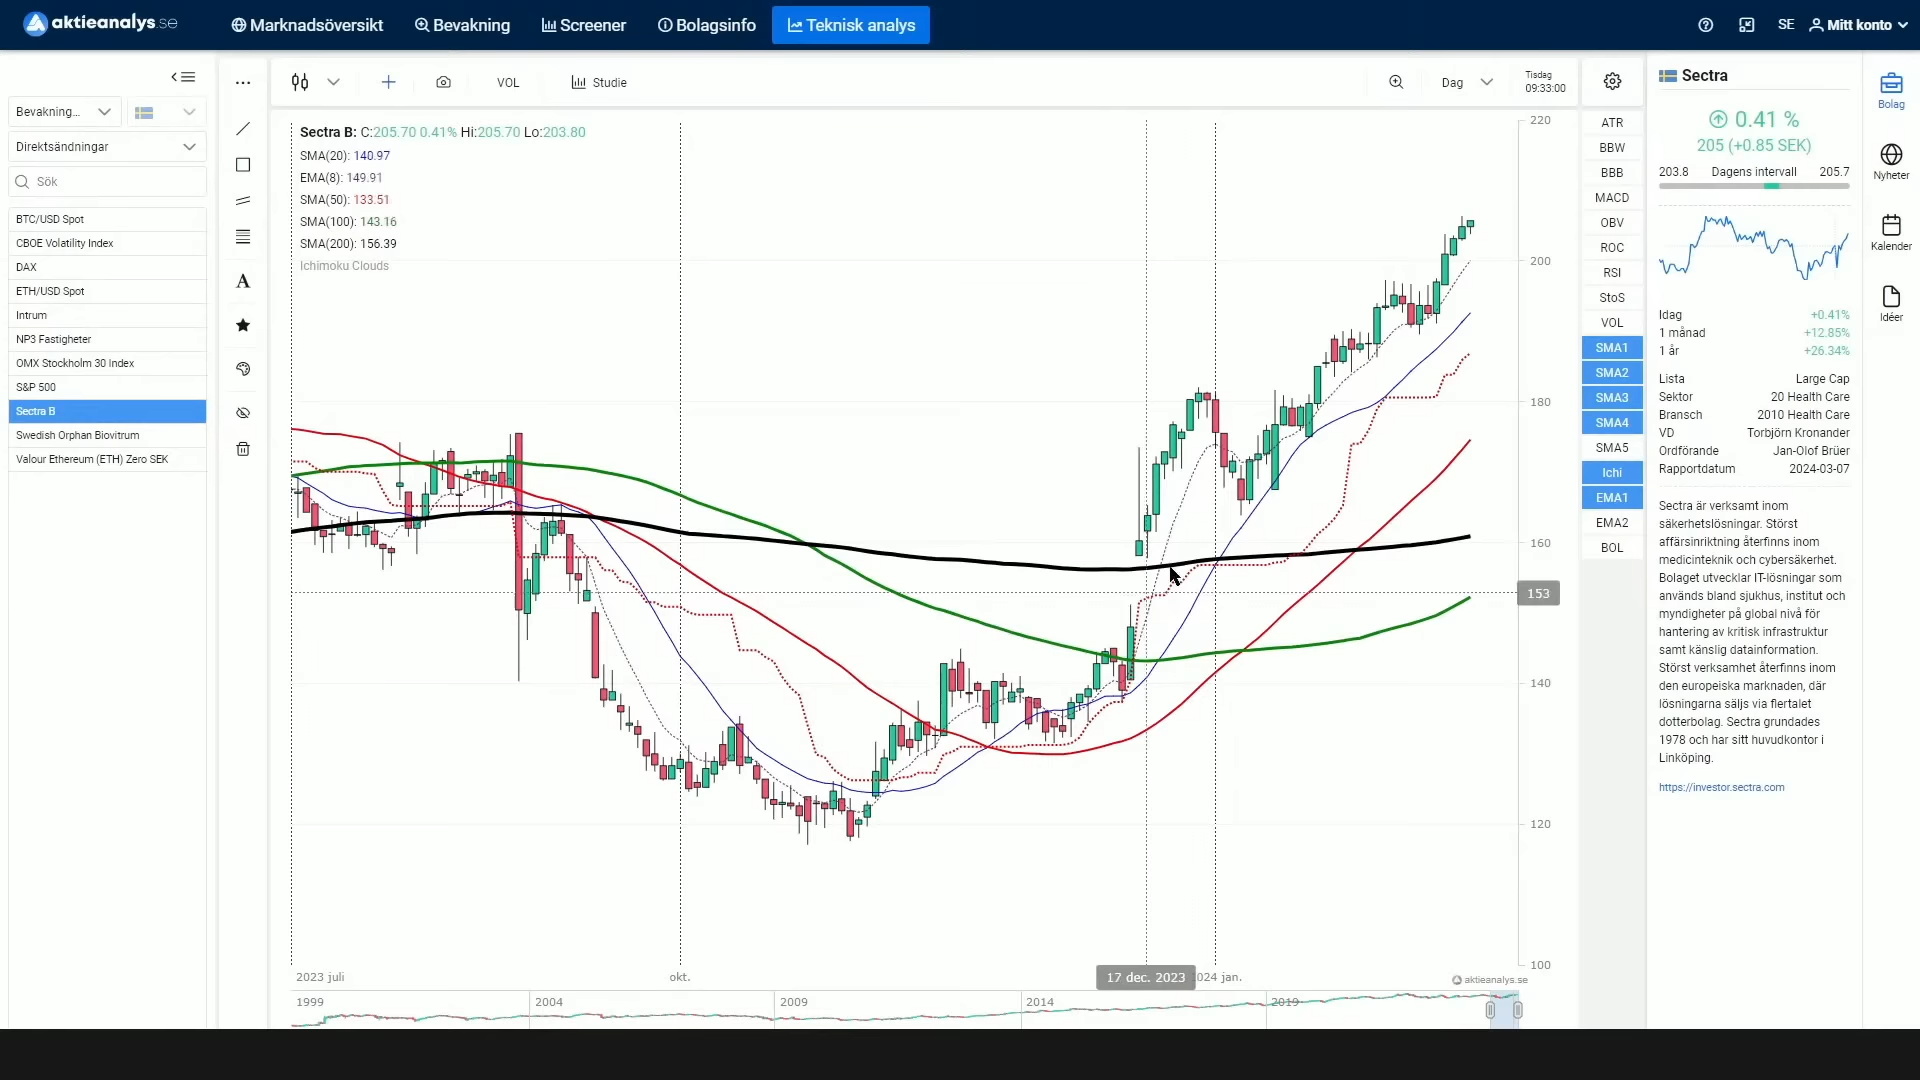 aktieanalys.se
Marknadsöversikt
Bevakning
Screener
Bolagsinfo
Teknisk analys
SE
Mitt konto
Bevakning...
Direktsändningar
Sök
BTC/USD Spot
CBOE Volatility Index
DAX
ETH/USD Spot
Intrum
NP3 Fastigheter
OMX Stockholm 30 Index
S&P 500
Sectra B
Swedish Orphan Biovitrum
Valour Ethereum (ETH) Zero SEK
A
VOL
Studie
Dag
Tisdag
09:33:00
Sectra B: C:205.70 0.41% Hi:205.70 Lo:203.80
SMA(20): 140.97
EMA(8): 149.91
SMA(50): 133.51
SMA(100): 143.16
SMA(200): 156.39
Ichimoku Clouds
220
200
180
160
153
140
120
100
2023 juli
okt.
17 dec. 2023
024 jan.
aktieanalys.se
1999
2004
2009
2014
2019
ATR
BBW
BBB
MACD
OBV
ROC
RSI
StoS
VOL
SMA1
SMA2
SMA3
SMA4
SMA5
Ichi
EMA1
EMA2
BOL
Sectra
0.41 %
205 (+0.85 SEK)
203.8 Dagens intervall 205.7
Idag +0.41%
1 månad +12.85%
1 år +26.34%
Lista Large Cap
Sektor 20 Health Care
Bransch 2010 Health Care
VD Torbjörn Kronander
Ordförande Jan-Olof Brüer
Rapportdatum 2024-03-07
Sectra är verksamt inom
säkerhetslösningar. Störst
affärsinriktning återfinns inom
medicinteknik och cybersäkerhet.
Bolaget utvecklar IT-lösningar som
används bland sjukhus, institut och
myndigheter på global nivå för
hantering av kritisk infrastruktur
samt känslig datainformation.
Störst verksamhet återfinns inom
den europeiska marknaden, där
lösningarna säljs via flertalet
dotterbolag. Sectra grundades
1978 och har sitt huvudkontor i
Linköping.
https://investor.sectra.com
Bolag
Nyheter
Kalender
Idéer